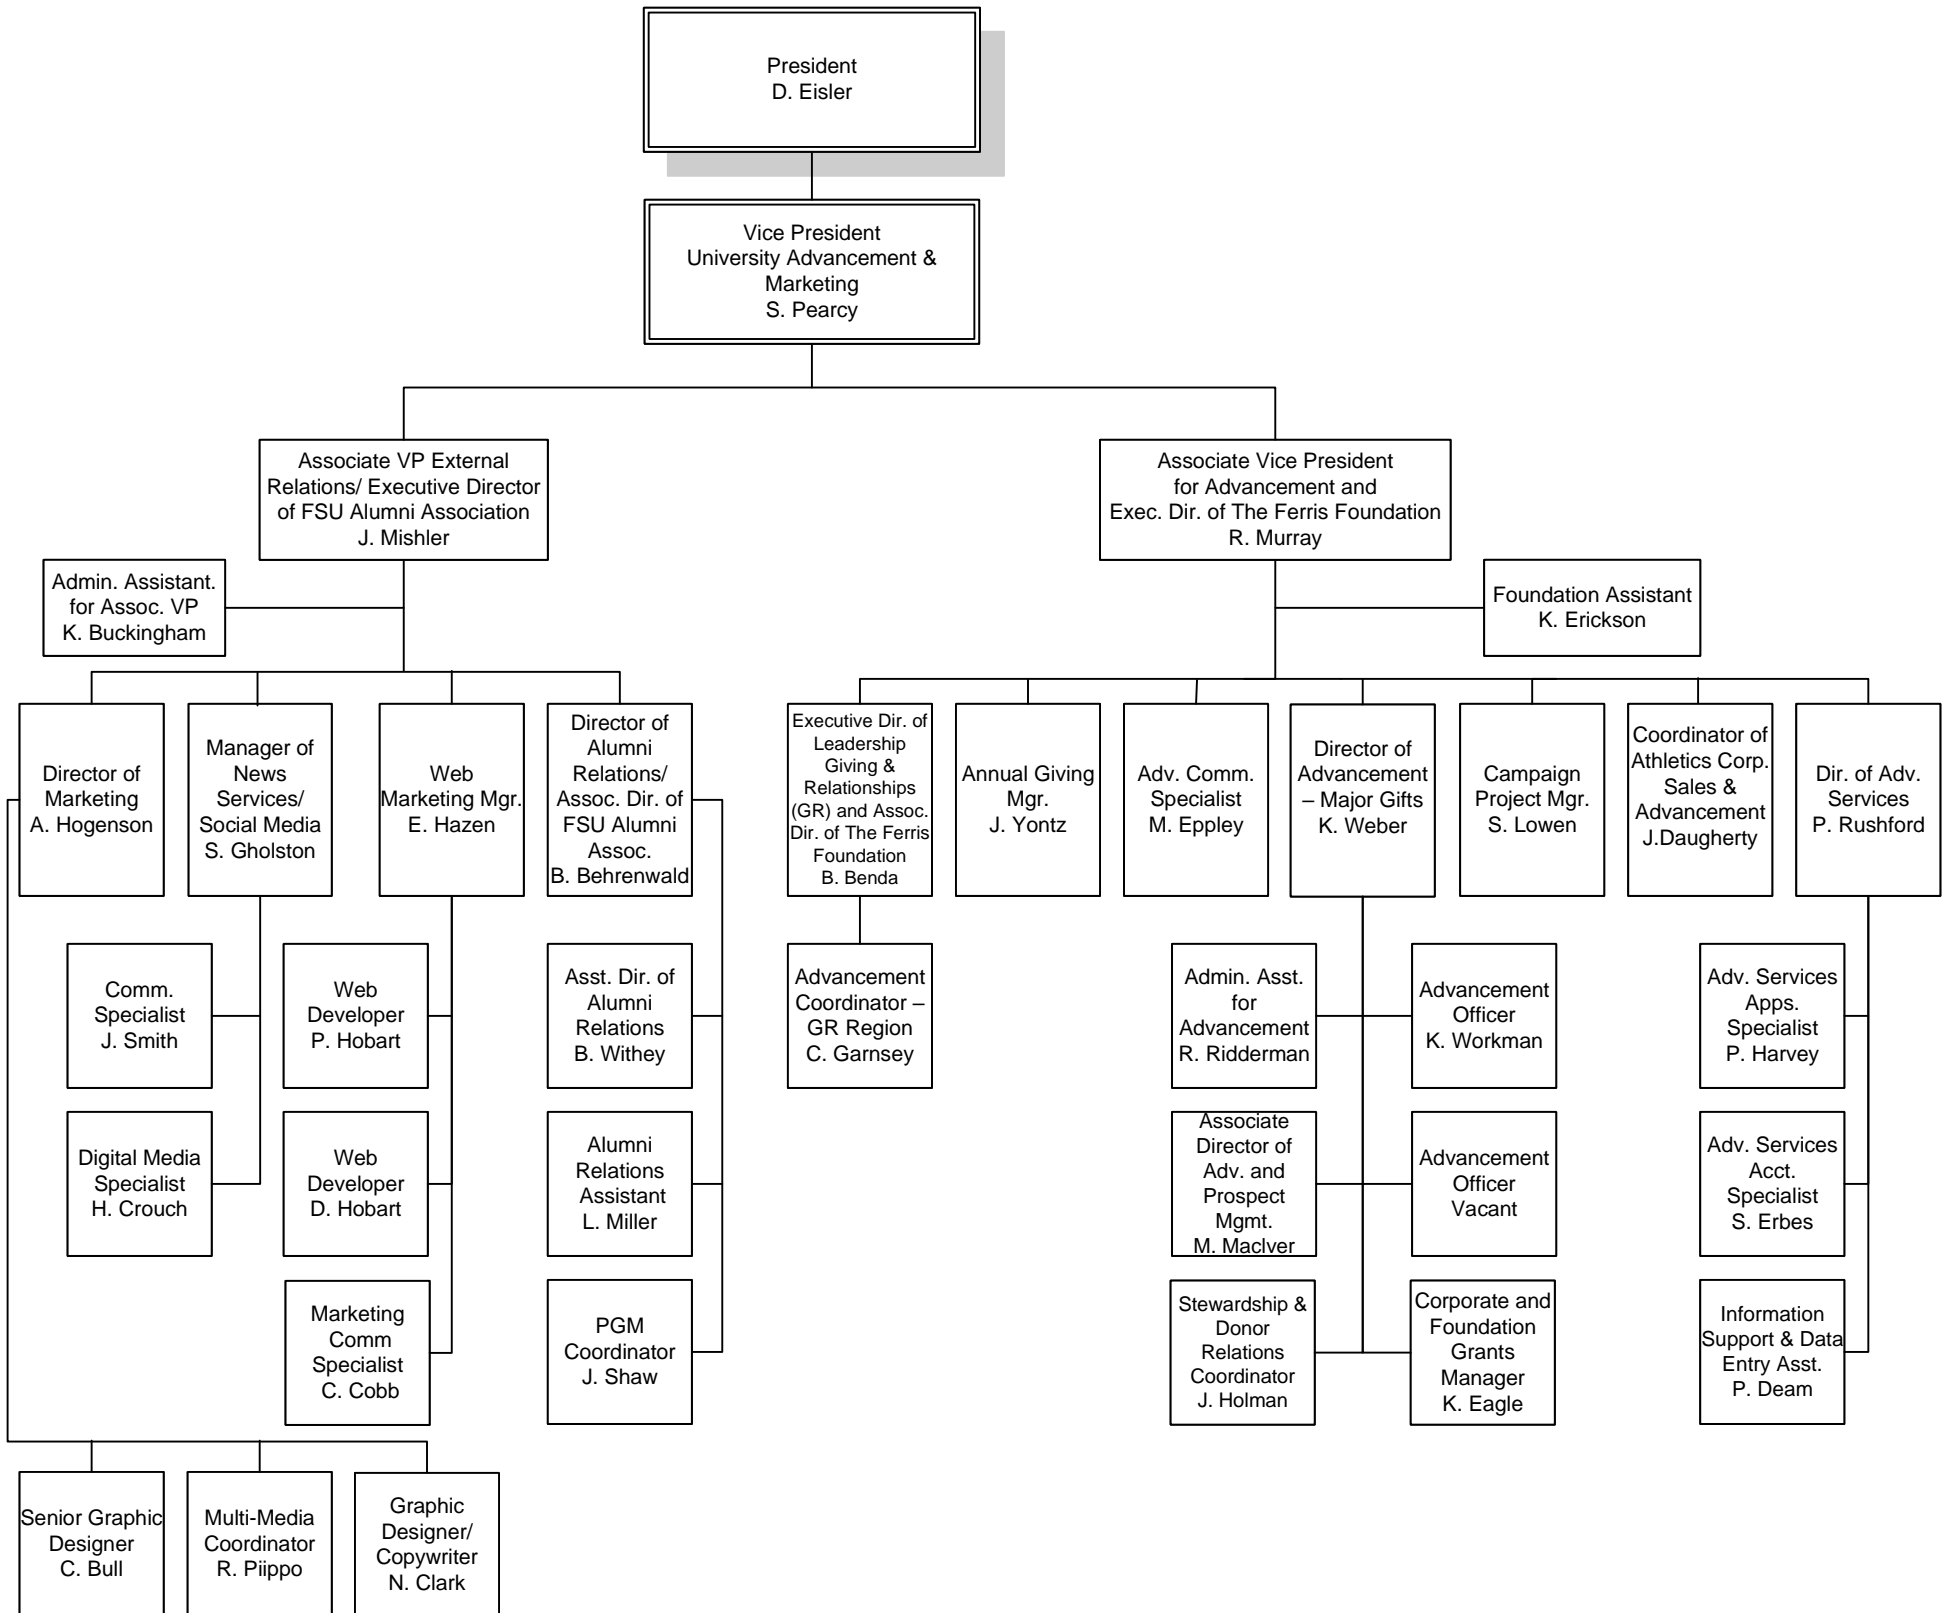 President
D. Eisler
Vice President
University Advancement &
Marketing
S. Pearcy
Associate VP External
Relations/ Executive Director
of FSU Alumni Association
J. Mishler
Associate Vice President
for Advancement and
Exec. Dir. of The Ferris Foundation
R. Murray
Admin. Assistant.
for Assoc. VP
K. Buckingham
Foundation Assistant
K. Erickson
Director of
Marketing
A. Hogenson
Manager of
News
Services/
Social Media
S. Gholston
Web
Marketing Mgr.
E. Hazen
Director of
Alumni
Relations/
Assoc. Dir. of
FSU Alumni
Assoc.
B. Behrenwald
Executive Dir. of
Leadership
Giving &
Relationships
(GR) and Assoc.
Dir. of The Ferris
Foundation
B. Benda
Annual Giving
Mgr.
J. Yontz
Adv. Comm.
Specialist
M. Eppley
Director of
Advancement
– Major Gifts
K. Weber
Campaign
Project Mgr.
S. Lowen
Coordinator of
Athletics Corp.
Sales &
Advancement
J.Daugherty
Dir. of Adv.
Services
P. Rushford
Comm.
Specialist
J. Smith
Web
Developer
P. Hobart
Asst. Dir. of
Alumni
Relations
B. Withey
Advancement
Coordinator –
GR Region
C. Garnsey
Admin. Asst.
for
Advancement
R. Ridderman
Advancement
Officer
K. Workman
Adv. Services
Apps.
Specialist
P. Harvey
Digital Media
Specialist
H. Crouch
Web
Developer
D. Hobart
Alumni
Relations
Assistant
L. Miller
Associate
Director of
Adv. and
Prospect
Mgmt.
M. MacIver
Advancement
Officer
Vacant
Adv. Services
Acct.
Specialist
S. Erbes
Marketing
Comm
Specialist
C. Cobb
PGM
Coordinator
J. Shaw
Stewardship &
Donor
Relations
Coordinator
J. Holman
Corporate and
Foundation
Grants
Manager
K. Eagle
Information
Support & Data
Entry Asst.
P. Deam
Senior Graphic
Designer
C. Bull
Multi-Media
Coordinator
R. Piippo
Graphic
Designer/
Copywriter
N. Clark